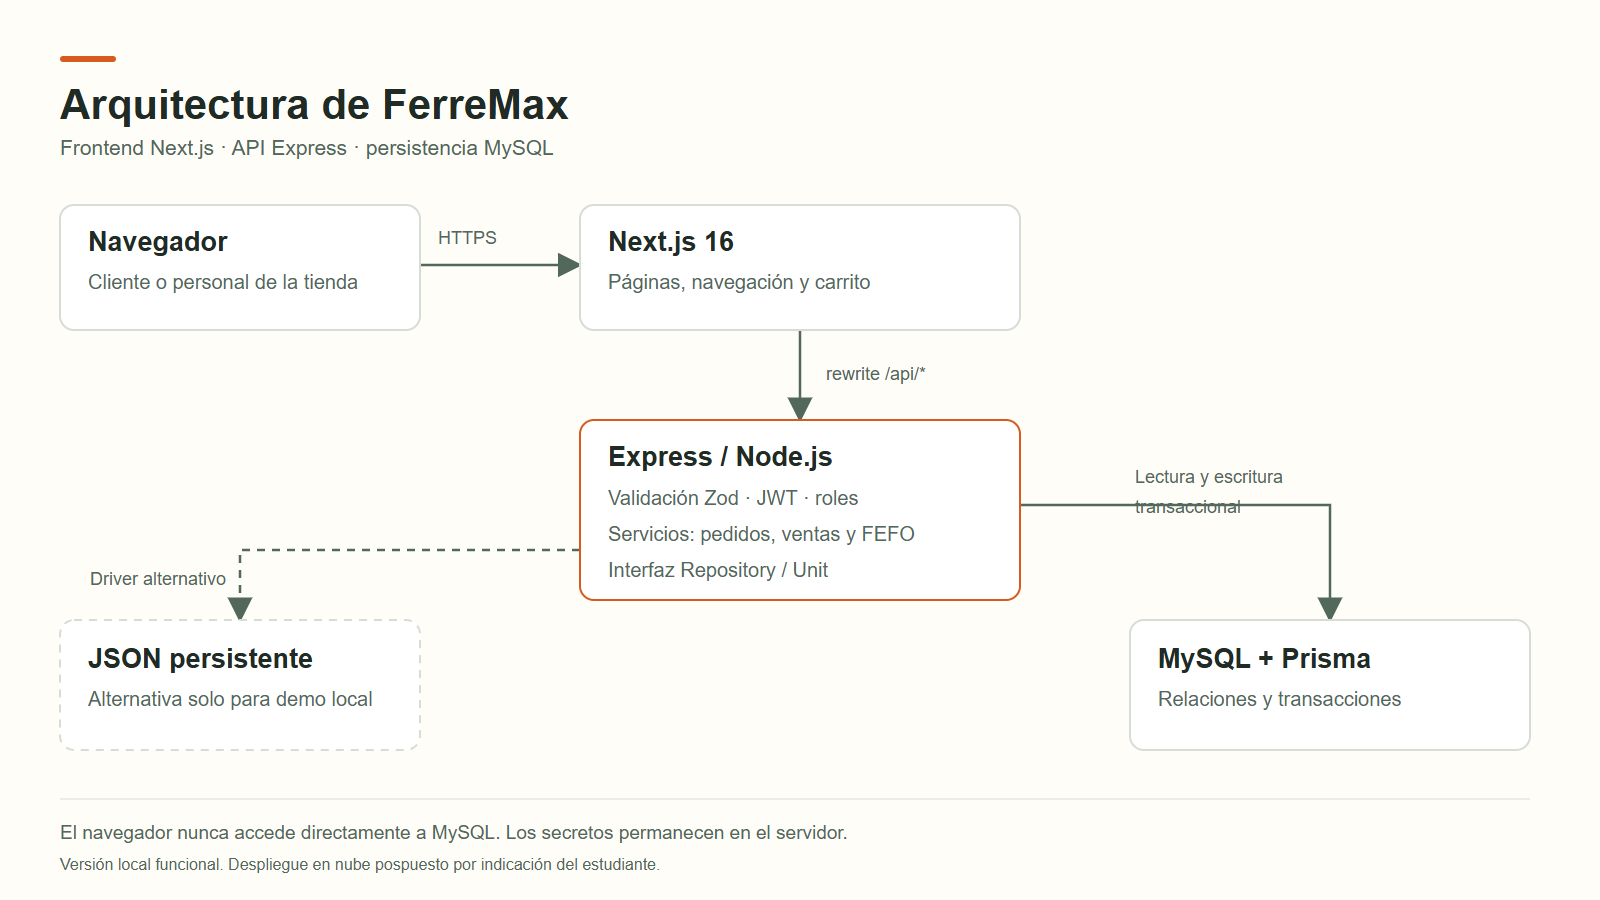 Arquitectura de FerreMax
Frontend Next.js · API Express · persistencia MySQL
Navegador
Cliente o personal de la tienda
HTTPS
Next.js 16
Páginas, navegación y carrito
rewrite /api/*
Express / Node.js
Validación Zod · JWT · roles
Servicios: pedidos, ventas y FEFO
Interfaz Repository / Unit
Lectura y escritura
transaccional
Driver alternativo
JSON persistente
Alternativa solo para demo local
MySQL + Prisma
Relaciones y transacciones
El navegador nunca accede directamente a MySQL. Los secretos permanecen en el servidor.
Versión local funcional. Despliegue en nube pospuesto por indicación del estudiante.